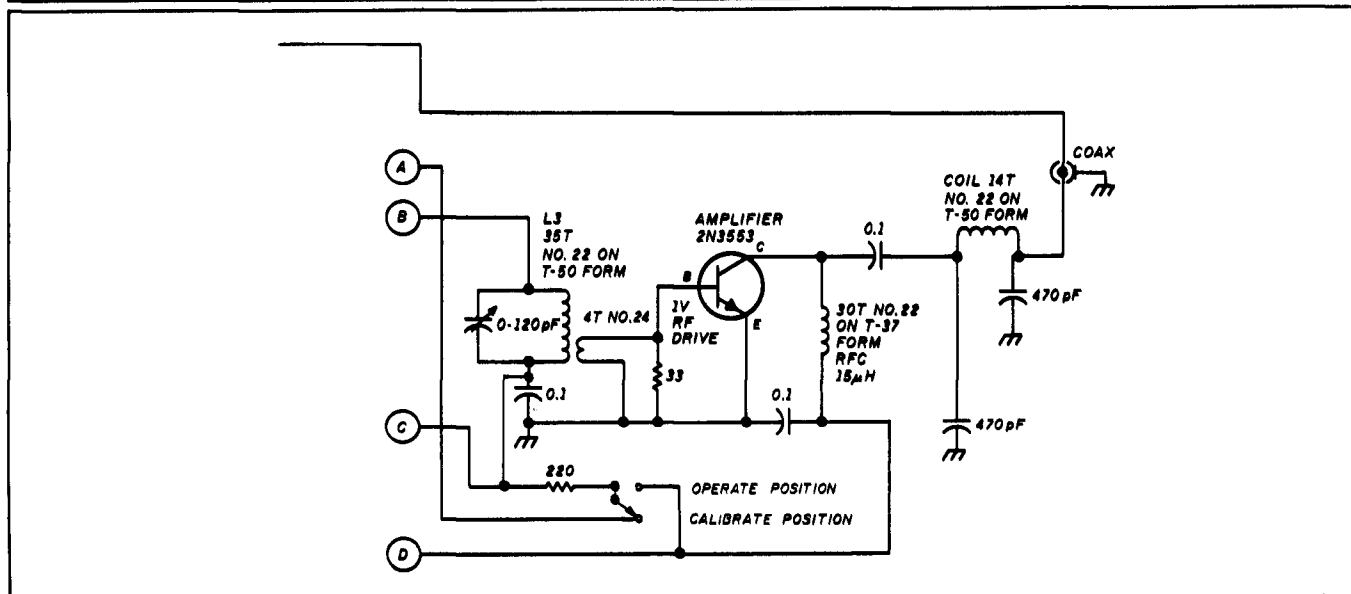 COAX
A
COIL 14T
NO. 22 ON
T-50 FORM
B
L3
35T
NO. 22 ON
T-50 FORM
AMPLIFIER
2N3553
C
0.1
B
0-120pF
4T NO.24
1V
RF
DRIVE
E
30T NO.22
ON T-37
FORM
RFC
15μH
470pF
33
0.1
0.1
C
470pF
220
OPERATE POSITION
CALIBRATE POSITION
D